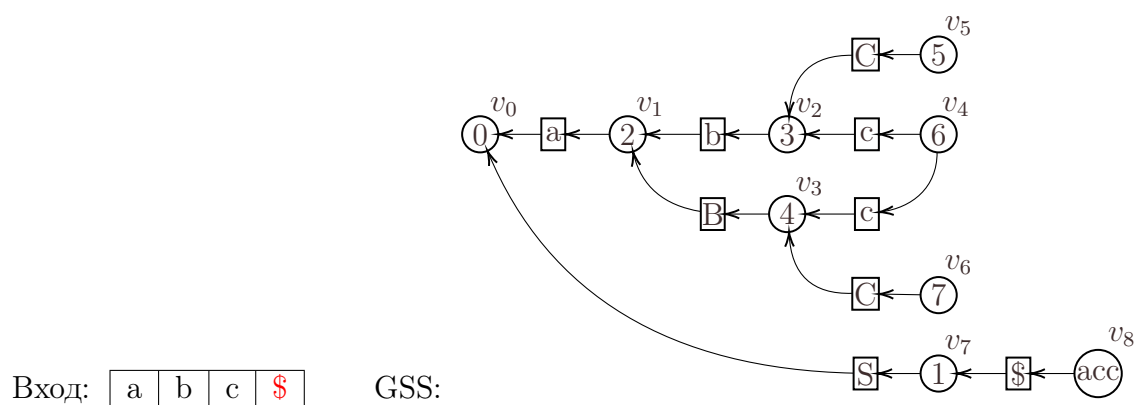 v5
C 5
v0 v1 v2 v4
0 a 2 b 3 c 6
v3
B 4 c
v6
C 7
v7 v8
S 1 $ acc
Вход: a b c $ GSS: